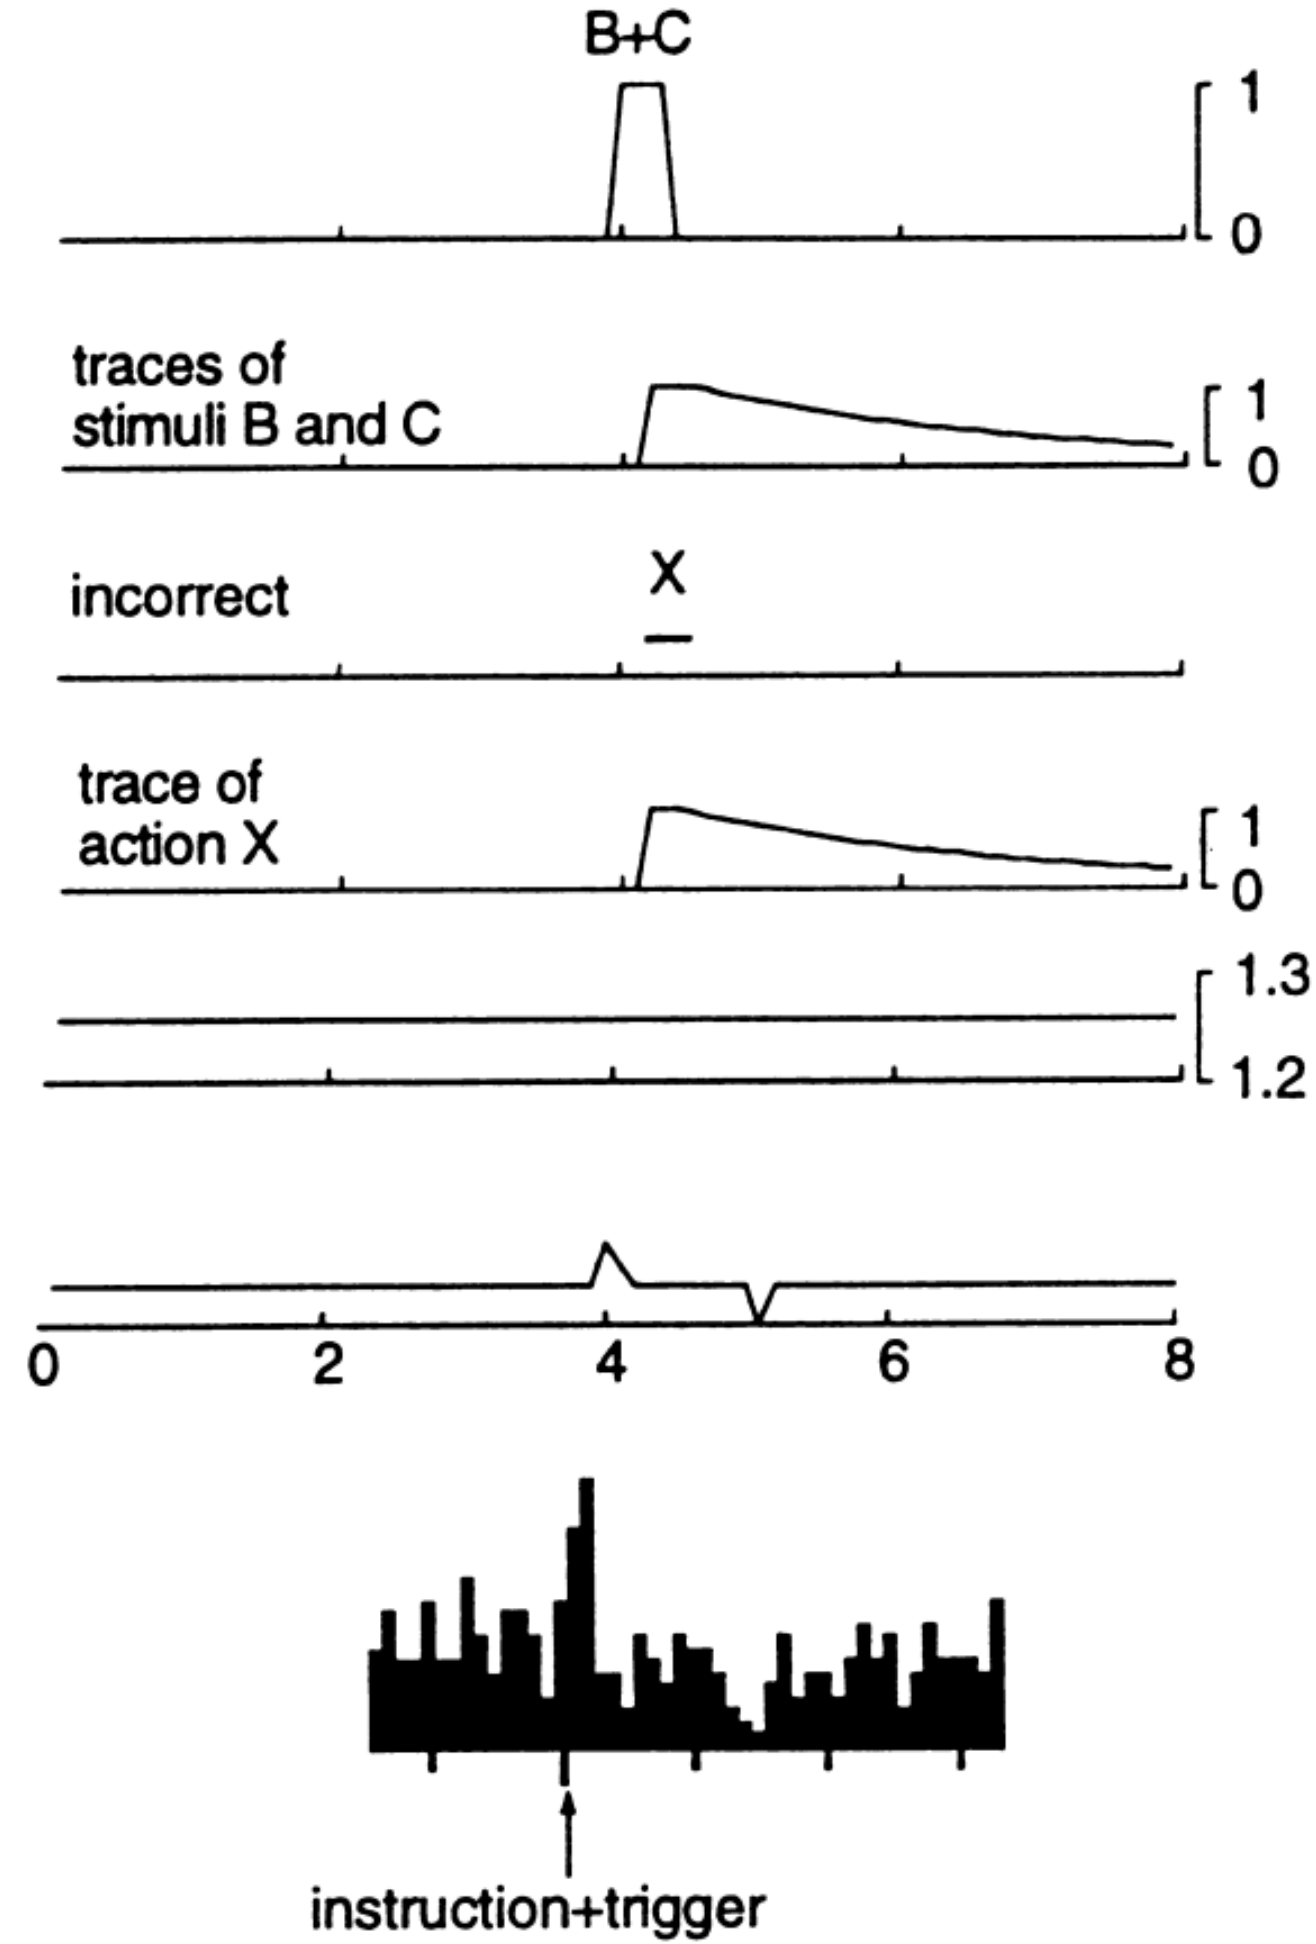 B+C
1
0
traces of
stimuli B and C
1
0
X
incorrect
trace of
action X
1
0
1.3
1.2
0 2 4 6 8
instruction+trigger